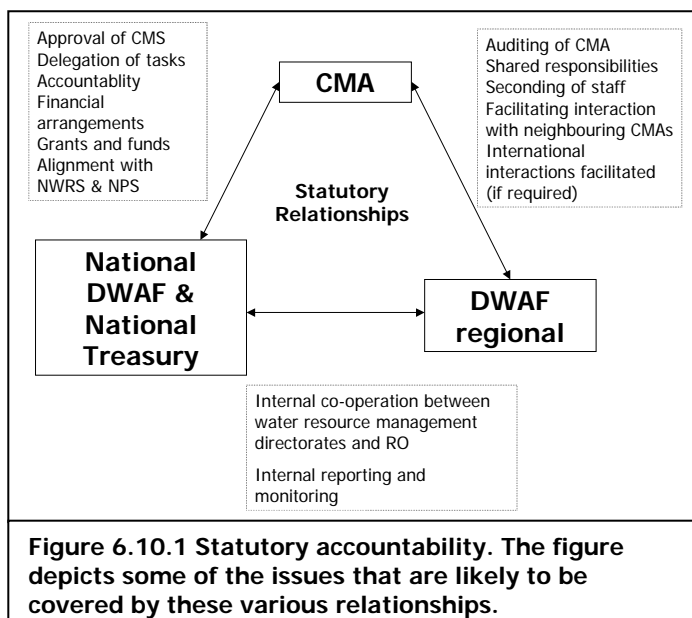 Approval of CMS
Delegation of tasks
Accountablity
Financial
arrangements
Grants and funds
Alignment with
NWRS & NPS
CMA
Auditing of CMA
Shared responsibilities
Seconding of staff
Facilitating interaction
with neighbouring CMAs
International
interactions facilitated
(if required)
Statutory
Relationships
National
DWAF &
National
Treasury
DWAF
regional
Internal co-operation between
water resource management
directorates and RO
Internal reporting and
monitoring
Figure 6.10.1 Statutory accountability. The figure
depicts some of the issues that are likely to be
covered by these various relationships.